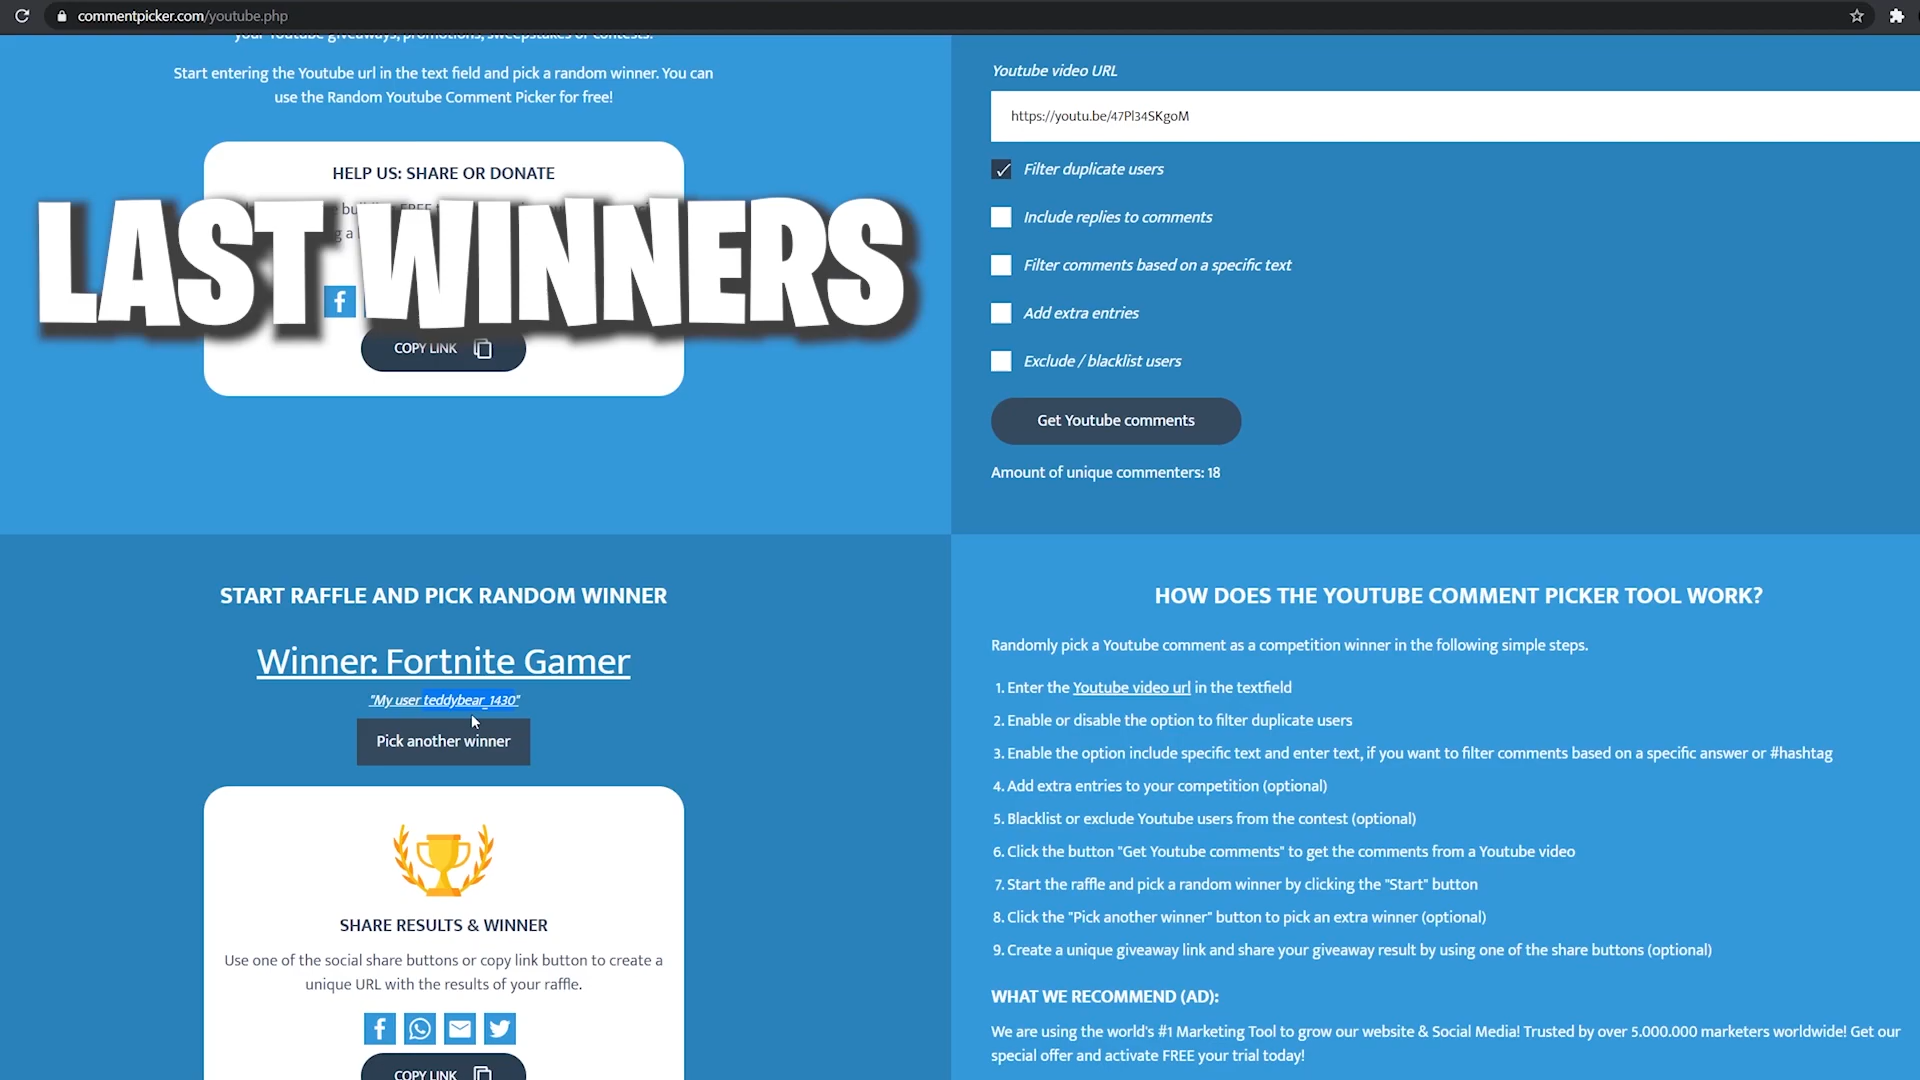 commentpicker.com/youtube.php
your Youtube giveaways, promotions, sweepstakes or contests.
Start entering the Youtube url in the text field and pick a random winner. You can
use the Random Youtube Comment Picker for free!
HELP US: SHARE OR DONATE
LAST WINNERS
COPY LINK
Youtube video URL
https://youtu.be/47Pl34SKgoM
Filter duplicate users
Include replies to comments
Filter comments based on a specific text
Add extra entries
Exclude / blacklist users
Get Youtube comments
Amount of unique commenters: 18
START RAFFLE AND PICK RANDOM WINNER
Winner: Fortnite Gamer
"My user teddybear_1430"
Pick another winner
SHARE RESULTS & WINNER
Use one of the social share buttons or copy link button to create a
unique URL with the results of your raffle.
COPY LINK
HOW DOES THE YOUTUBE COMMENT PICKER TOOL WORK?
Randomly pick a Youtube comment as a competition winner in the following simple steps.
1. Enter the Youtube video url in the textfield
2. Enable or disable the option to filter duplicate users
3. Enable the option include specific text and enter text, if you want to filter comments based on a specific answer or #hashtag
4. Add extra entries to your competition (optional)
5. Blacklist or exclude Youtube users from the contest (optional)
6. Click the button "Get Youtube comments" to get the comments from a Youtube video
7. Start the raffle and pick a random winner by clicking the "Start" button
8. Click the "Pick another winner" button to pick an extra winner (optional)
9. Create a unique giveaway link and share your giveaway result by using one of the share buttons (optional)
WHAT WE RECOMMEND (AD):
We are using the world's #1 Marketing Tool to grow our website & Social Media! Trusted by over 5.000.000 marketers worldwide! Get our
special offer and activate FREE your trial today!